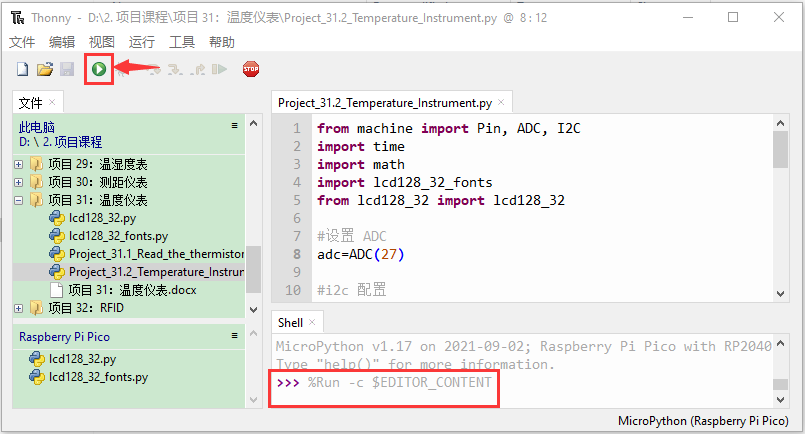 Thonny - D:\2. 项目课程\项目 31：温度仪表\Project_31.2_Temperature_Instrument.py @ 8 : 12
文件 编辑 视图 运行 工具 帮助
STOP
文件
此电脑
D: \ 2. 项目课程
项目 29：温湿度表
项目 30：测距仪表
项目 31：温度仪表
lcd128_32.py
lcd128_32_fonts.py
Project_31.1_Read_the_thermistor
Project_31.2_Temperature_Instrum
项目 31：温度仪表.docx
项目 32：RFID
Raspberry Pi Pico
lcd128_32.py
lcd128_32_fonts.py
Project_31.2_Temperature_Instrument.py
1 from machine import Pin, ADC, I2C
2 import time
3 import math
4 import lcd128_32_fonts
5 from lcd128_32 import lcd128_32
6
7 #设置 ADC
8 adc=ADC(27)
9
10 #i2c 配置
Shell
MicroPython v1.17 on 2021-09-02; Raspberry Pi Pico with RP2040
Type "help()" for more information.
>>> %Run -c $EDITOR_CONTENT
MicroPython (Raspberry Pi Pico)